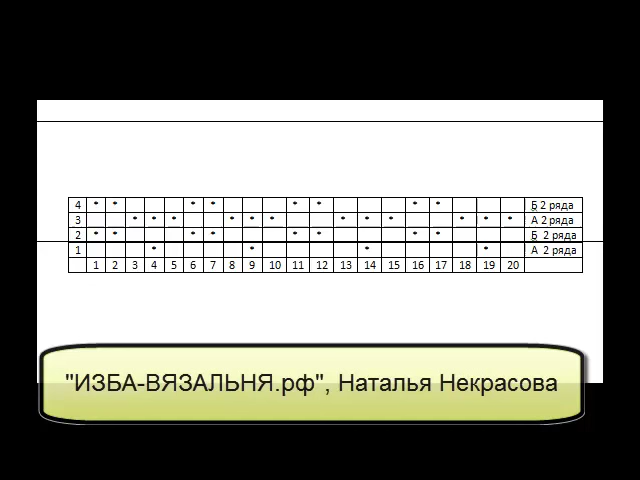 4 * * * * * * * * Б 2 ряда
3 * * * * * * * * * * * * А 2 ряда
2 * * * * * * * * Б 2 ряда
1 * * * * А 2 ряда
1 2 3 4 5 6 7 8 9 10 11 12 13 14 15 16 17 18 19 20
"ИЗБА-ВЯЗАЛЬНЯ.рф", Наталья Некрасова